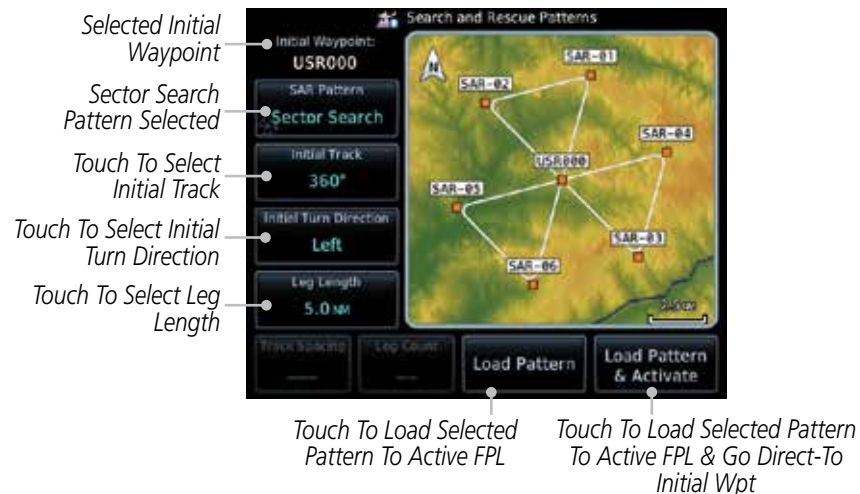 Search and Rescue Patterns
Selected Initial
Waypoint
Sector Search
Pattern Selected
Touch To Select
Initial Track
Touch To Select Initial
Turn Direction
Touch To Select Leg
Length
Initial Waypoint:
USR000
SAR Pattern
Sector Search
Initial Track
360°
Initial Turn Direction
Left
Leg Length
5.0 NM
Track Spacing
Leg Count
Load Pattern
Load Pattern
& Activate
N
SAR-01
SAR-02
SAR-04
USR000
SAR-05
SAR-03
SAR-06
Touch To Load Selected
Pattern To Active FPL
Touch To Load Selected Pattern
To Active FPL & Go Direct-To
Initial Wpt